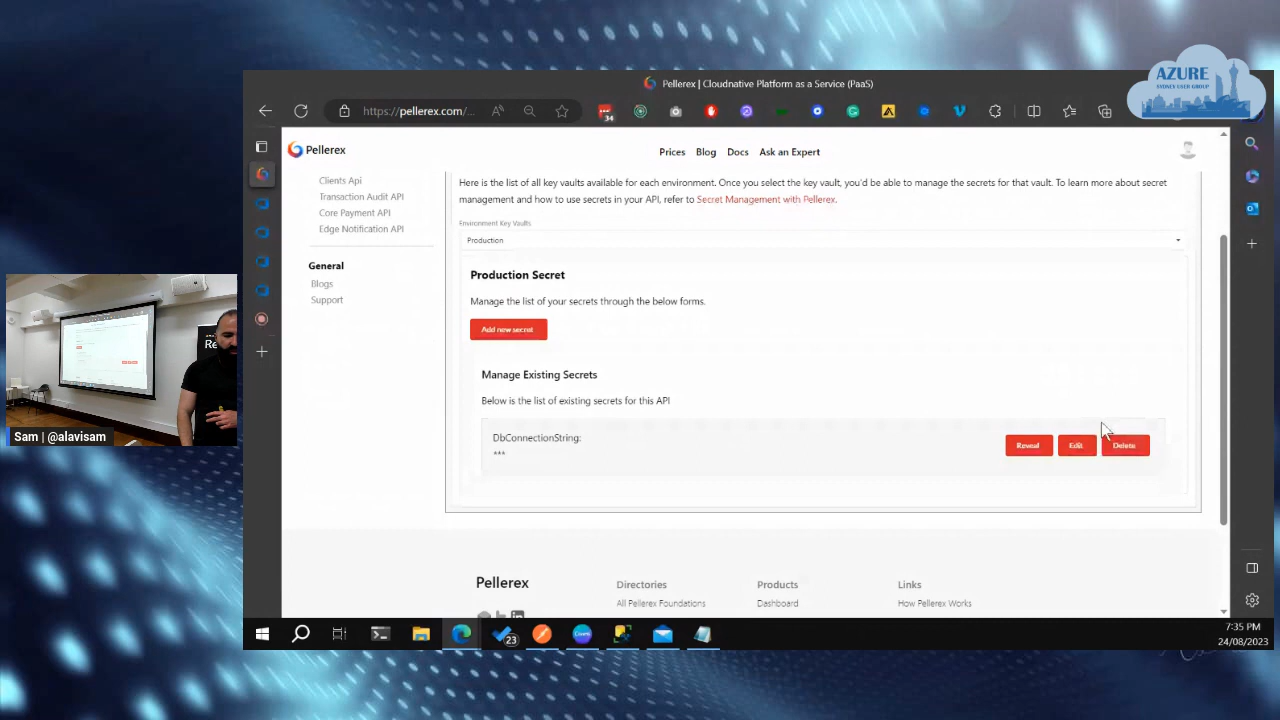 Pellerex | Cloudnative Platform as a Service (PaaS)
AZURE
SYDNEY USER GROUP
https://pellerex.com/...
34
Pellerex
Prices Blog Docs Ask an Expert
Clients Api
Transaction Audit API
Core Payment API
Edge Notification API
General
Blogs
Support
Here is the list of all key vaults available for each environment. Once you select the key vault, you'd be able to manage the secrets for that vault. To learn more about secret
management and how to use secrets in your API, refer to Secret Management with Pellerex.
Environment Key Vaults
Production
Production Secret
Manage the list of your secrets through the below forms.
Add new secret
Manage Existing Secrets
Below is the list of existing secrets for this API
DbConnectionString:
***
Reveal Edit Delete
Re
Sam | @alavisam
Pellerex Directories Products Links
All Pellerex Foundations Dashboard How Pellerex Works
23
7:35 PM
24/08/2023